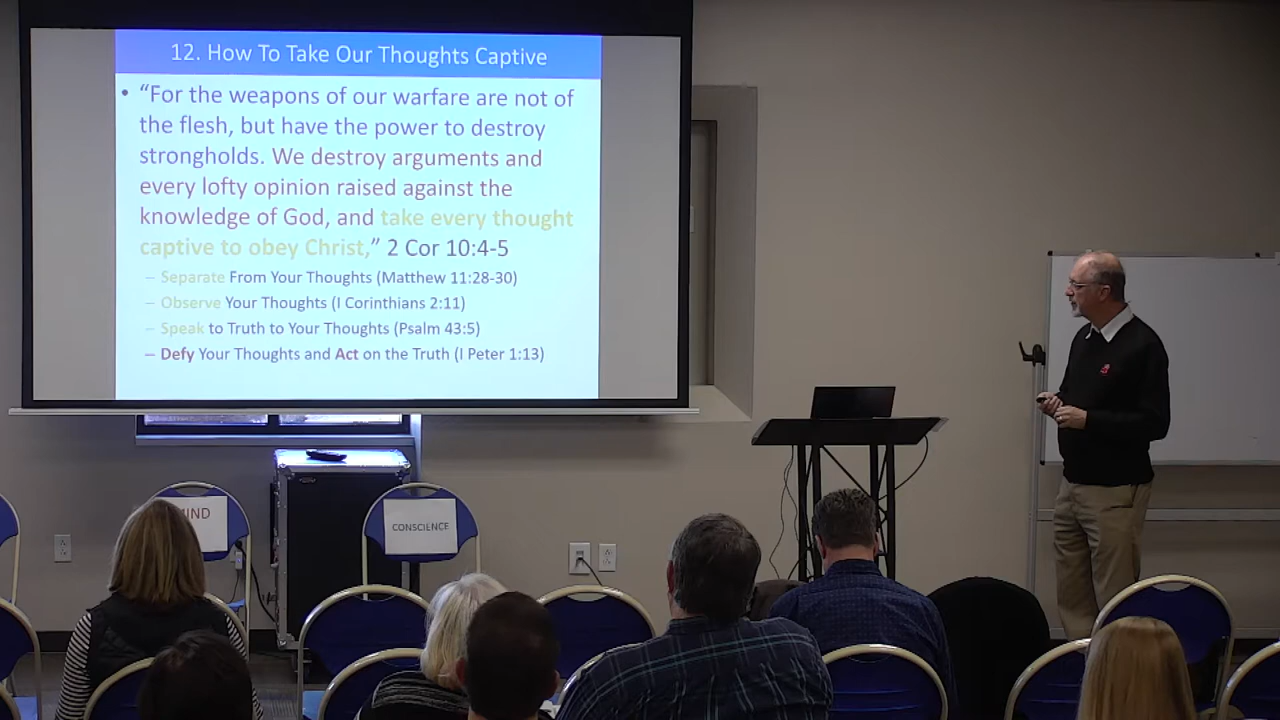 12. How To Take Our Thoughts Captive
• “For the weapons of our warfare are not of
the flesh, but have the power to destroy
strongholds. We destroy arguments and
every lofty opinion raised against the
knowledge of God, and take every thought
captive to obey Christ,” 2 Cor 10:4-5
– Separate From Your Thoughts (Matthew 11:28-30)
– Observe Your Thoughts (I Corinthians 2:11)
– Speak to Truth to Your Thoughts (Psalm 43:5)
– Defy Your Thoughts and Act on the Truth (I Peter 1:13)
CONSCIENCE